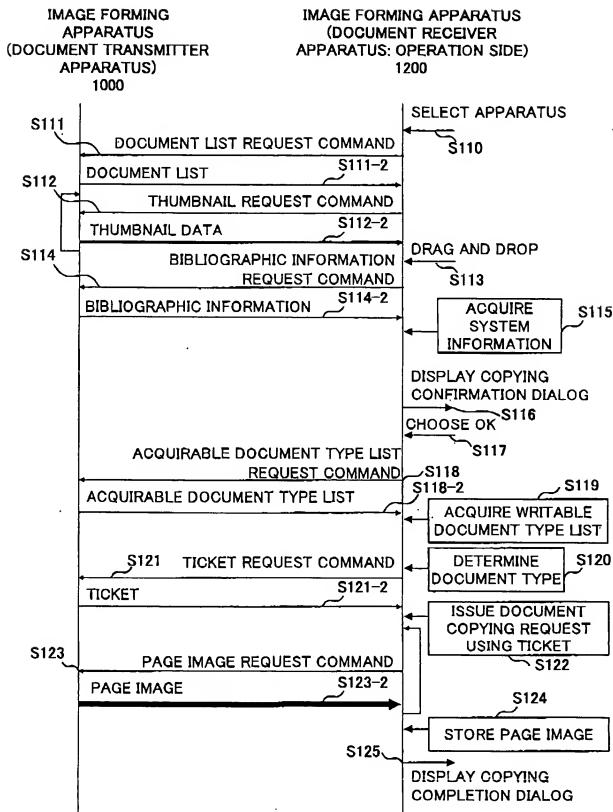 IMAGE FORMING
APPARATUS
(DOCUMENT TRANSMITTER
APPARATUS)
1000
IMAGE FORMING APPARATUS
(DOCUMENT RECEIVER
APPARATUS: OPERATION SIDE)
1200
SELECT APPARATUS
S110
S111
DOCUMENT LIST REQUEST COMMAND
S111-2
DOCUMENT LIST
S112
THUMBNAIL REQUEST COMMAND
S112-2
THUMBNAIL DATA
DRAG AND DROP
S113
S114
BIBLIOGRAPHIC INFORMATION
REQUEST COMMAND
S114-2
BIBLIOGRAPHIC INFORMATION
ACQUIRE
SYSTEM
INFORMATION
S115
DISPLAY COPYING
CONFIRMATION DIALOG
S116
CHOOSE OK
S117
ACQUIRABLE DOCUMENT TYPE LIST
REQUEST COMMAND
S118
S118-2
ACQUIRABLE DOCUMENT TYPE LIST
S119
ACQUIRE WRITABLE
DOCUMENT TYPE LIST
S120
DETERMINE
DOCUMENT TYPE
S121
TICKET REQUEST COMMAND
S121-2
TICKET
ISSUE DOCUMENT
COPYING REQUEST
USING TICKET
S122
S123
PAGE IMAGE REQUEST COMMAND
S123-2
PAGE IMAGE
S124
STORE PAGE IMAGE
S125
DISPLAY COPYING
COMPLETION DIALOG